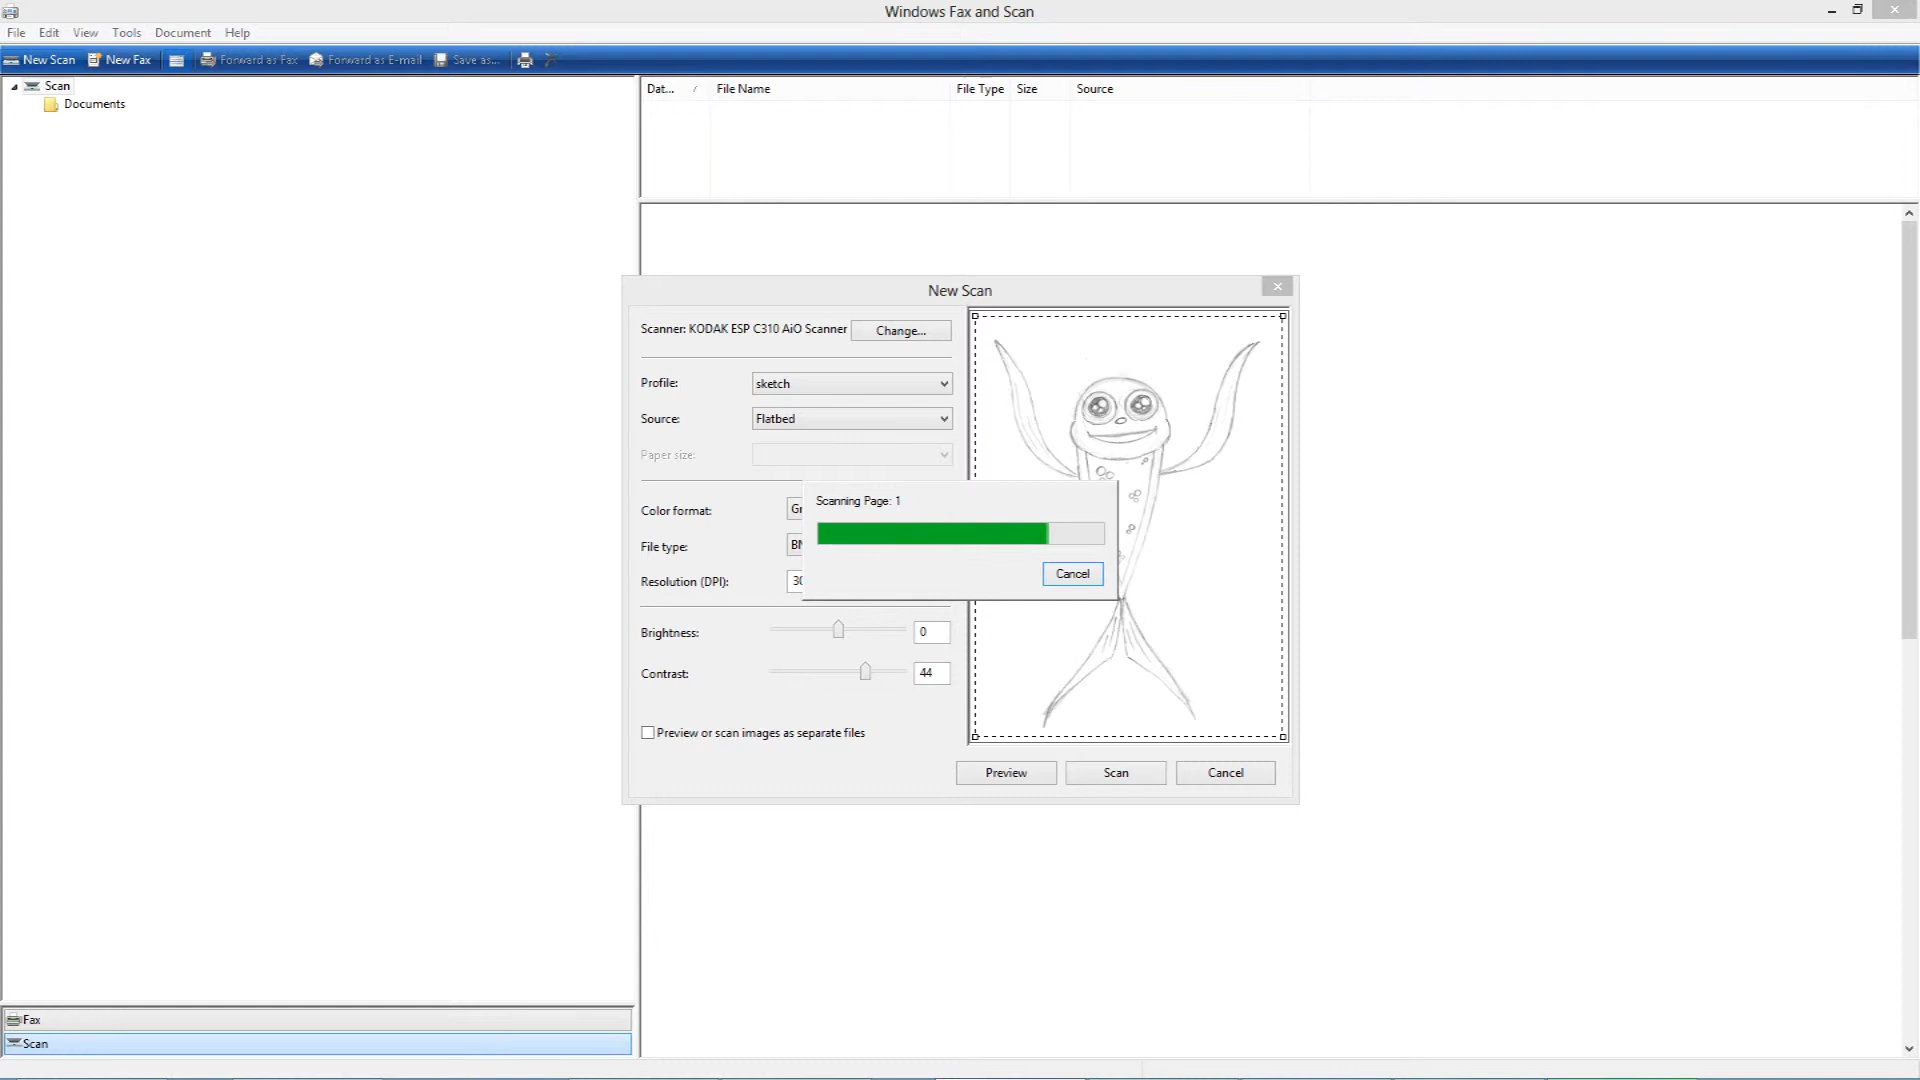 Windows Fax and Scan
File Edit View Tools Document Help
New Scan New Fax Forward as Fax Forward as E-mail Save as...
Scan
Documents
Dat... File Name File Type Size Source
New Scan
Scanner: KODAK ESP C310 AiO Scanner Change...
Profile: sketch
Source: Flatbed
Paper size:
Scanning Page: 1
Color format:
File type:
Cancel
Resolution (DPI): 30
Brightness: 0
Contrast: 44
Preview or scan images as separate files
Preview Scan Cancel
Fax
Scan